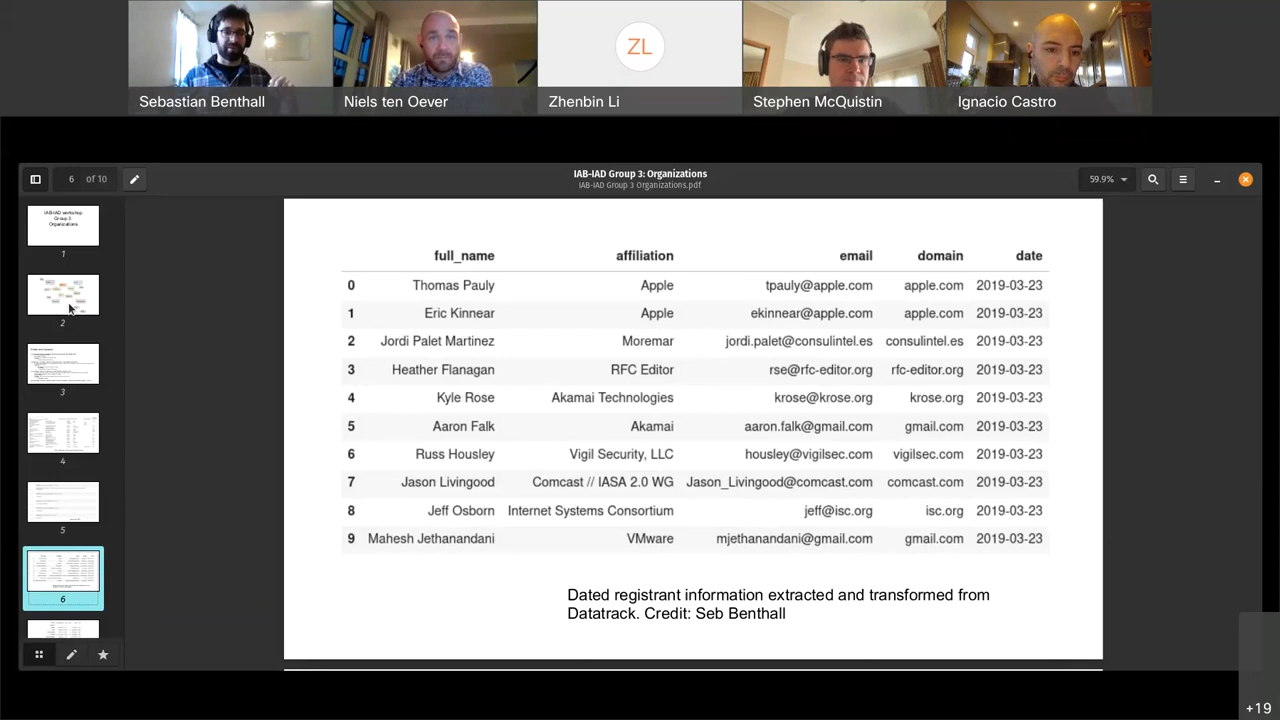 ZL
Sebastian Benthall
Niels ten Oever
Zhenbin Li
Stephen McQuistin
Ignacio Castro
6 of 10
IAB-IAD Group 3: Organizations
IAB-IAD Group 3 Organizations.pdf
59.9%
IAB-IAD workshop
Group 3:
Organizations
1
2
3
4
5
6
full_name affiliation email domain date
0 Thomas Pauly Apple tpauly@apple.com apple.com 2019-03-23
1 Eric Kinnear Apple ekinnear@apple.com apple.com 2019-03-23
2 Jordi Palet Martinez Moremar jordi.palet@consulintel.es consulintel.es 2019-03-23
3 Heather Flanagan RFC Editor rse@rfc-editor.org rfc-editor.org 2019-03-23
4 Kyle Rose Akamai Technologies krose@krose.org krose.org 2019-03-23
5 Aaron Falk Akamai aaron.falk@gmail.com gmail.com 2019-03-23
6 Russ Housley Vigil Security, LLC housley@vigilsec.com vigilsec.com 2019-03-23
7 Jason Livingood Comcast // IASA 2.0 WG Jason_Livingood@comcast.com comcast.com 2019-03-23
8 Jeff Osborn Internet Systems Consortium jeff@isc.org isc.org 2019-03-23
9 Mahesh Jethanandani VMware mjethanandani@gmail.com gmail.com 2019-03-23
Dated registrant information extracted and transformed from
Datatrack. Credit: Seb Benthall
+19